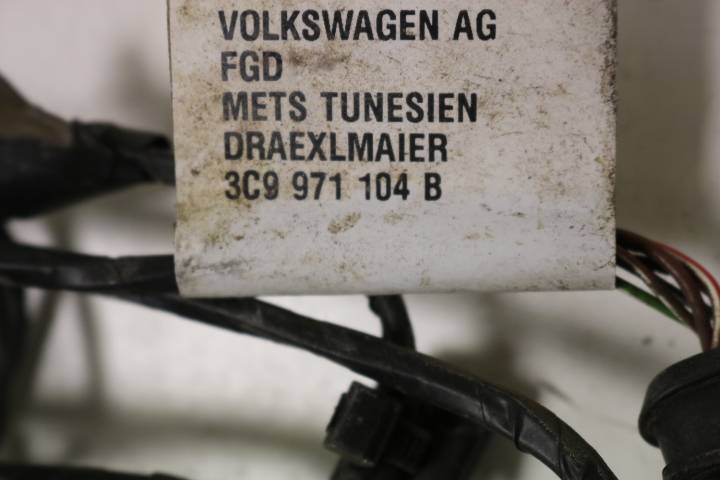 VOLKSWAGEN AG
FGD
METS TUNESIEN
DRAEXLMAIER
3C9 971 104 B